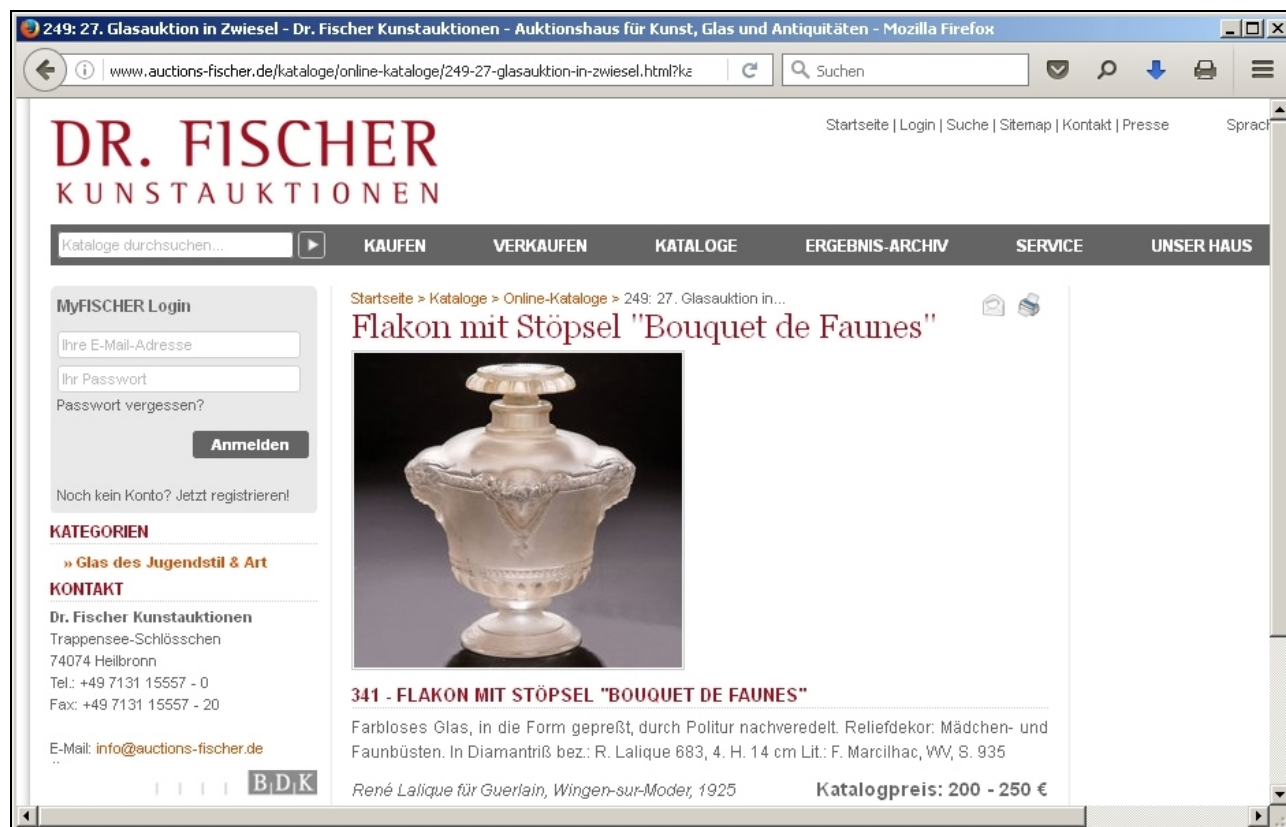 249: 27. Glasauktion in Zwiesel - Dr. Fischer Kunstauktionen - Auktionshaus für Kunst, Glas und Antiquitäten - Mozilla Firefox
www.auctions-fischer.de/kataloge/online-kataloge/249-27-glasauktion-in-zwiesel.html?ka
Suchen
DR. FISCHER
KUNSTAUKTIONEN
Startseite | Login | Suche | Sitemap | Kontakt | Presse
Sprach
Kataloge durchsuchen...
KAUFEN VERKAUFEN KATALOGE ERGEBNIS-ARCHIV SERVICE UNSER HAUS
MyFISCHER Login
Ihre E-Mail-Adresse
Ihr Passwort
Passwort vergessen?
Anmelden
Noch kein Konto? Jetzt registrieren!
KATEGORIEN
» Glas des Jugendstil & Art
KONTAKT
Dr. Fischer Kunstauktionen
Trappensee-Schlösschen
74074 Heilbronn
Tel.: +49 7131 15557 - 0
Fax: +49 7131 15557 - 20
E-Mail: info@auctions-fischer.de
B|D|K
Startseite > Kataloge > Online-Kataloge > 249: 27. Glasauktion in...
Flakon mit Stöpsel "Bouquet de Faunes"
341 - FLAKON MIT STÖPSEL "BOUQUET DE FAUNES"
Farbloses Glas, in die Form gepreßt, durch Politur nachveredelt. Reliefdekor: Mädchen- und
Faunbüsten. In Diamantriß bez.: R. Lalique 683, 4. H. 14 cm Lit.: F. Marcilhac, WV, S. 935
René Lalique für Guerlain, Wingen-sur-Moder, 1925
Katalogpreis: 200 - 250 €